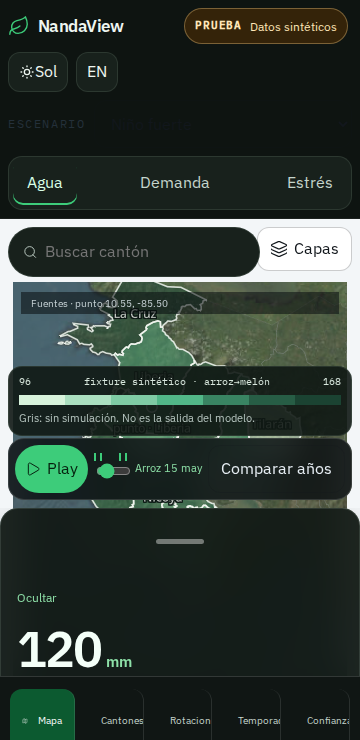 NandaView
PRUEBA Datos sintéticos
Sol EN
ESCENARIO
Agua Demanda Estrés
Buscar cantón Capas
Fuentes · punto 10.55, -85.50
La Cruz
96 fixture sintético · arroz→melón 168
Gris: sin simulación. No es la salida del modelo.
Play Arroz 15 may Comparar años
Nicoya
Ocultar
120 mm
Mapa Cantones Rotacion Tempora Confianza